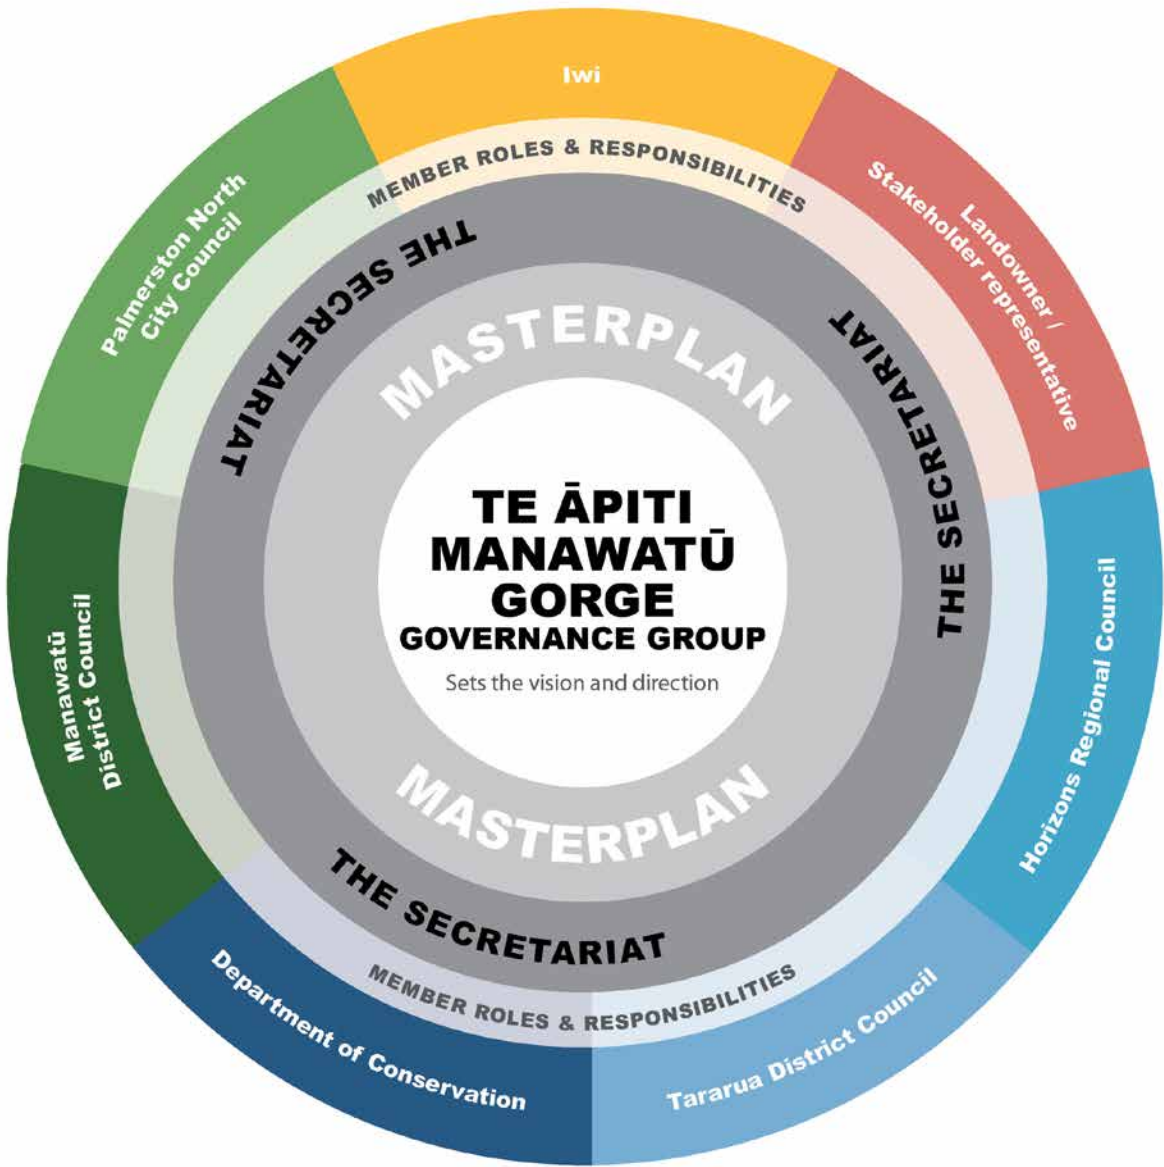 Iwi
MEMBER ROLES & RESPONSIBILITIES
Landowner /
Stakeholder representative
Palmerston North
City Council
THE SECRETARIAT
THE SECRETARIAT
MASTERPLAN
TE ĀPITI
MANAWATŪ
GORGE
GOVERNANCE GROUP
Sets the vision and direction
Horizons Regional Council
Manawatū
District Council
MASTERPLAN
THE SECRETARIAT
MEMBER ROLES & RESPONSIBILITIES
Department of Conservation
Tararua District Council